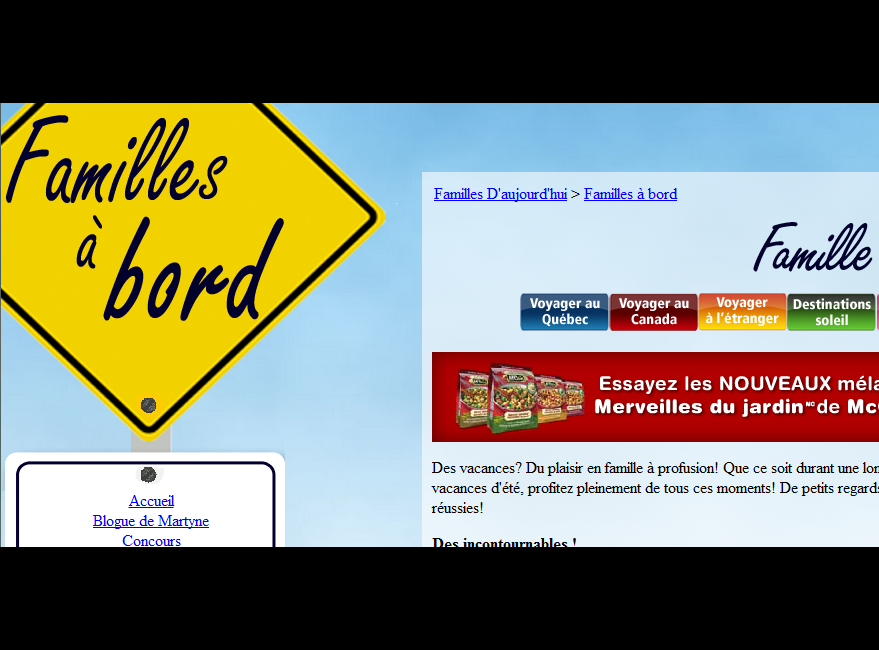 Familles
à
bord
Familles D'aujourd'hui > Familles à bord
Famille
Voyager au
Québec
Voyager au
Canada
Voyager
à l'étranger
Destinations
soleil
Essayez les NOUVEAUX méla
Merveilles du jardin NC de Mc
Des vacances? Du plaisir en famille à profusion! Que ce soit durant une lon
vacances d'été, profitez pleinement de tous ces moments! De petits regards
réussies!
Des incontournables !
Accueil
Blogue de Martyne
Concours